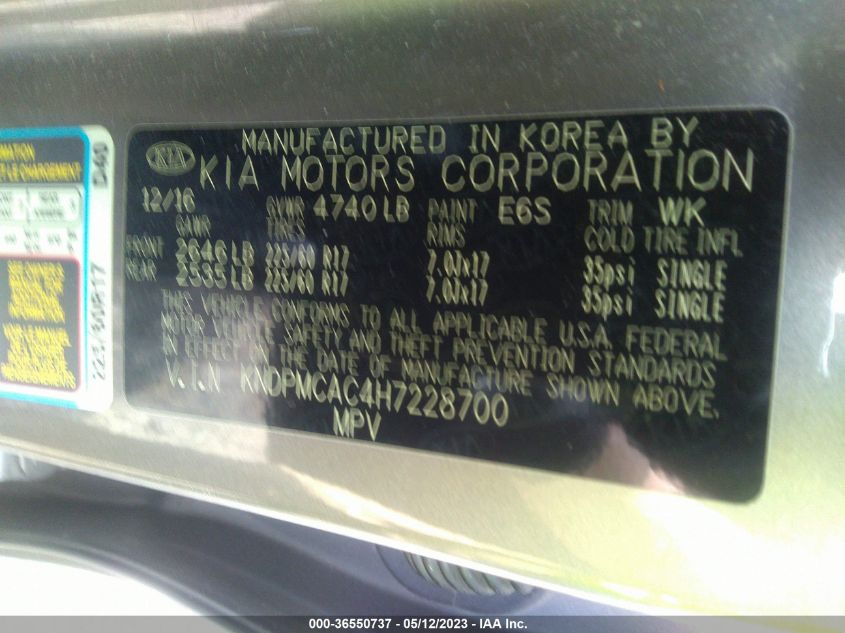 MANUFACTURED IN KOREA BY
KIA KIA MOTORS CORPORATION
12/16 GVWR 4740 LB PAINT E6S TRIM WK
GAWR TIRES RIMS COLD TIRE INFL
FRONT 2646 LB 225/60 R17 7.0JX17 35psi SINGLE
REAR 2535 LB 225/60 R17 7.0JX17 35psi SINGLE
THIS VEHICLE CONFORMS TO ALL APPLICABLE U.S.A. FEDERAL
MOTOR VEHICLE SAFETY AND THEFT PREVENTION STANDARDS
IN EFFECT ON THE DATE OF MANUFACTURE SHOWN ABOVE.
V.I.N KNDPMCAC4H7228700
MPV
225/60R17
000-36550737 - 05/12/2023 - IAA Inc.